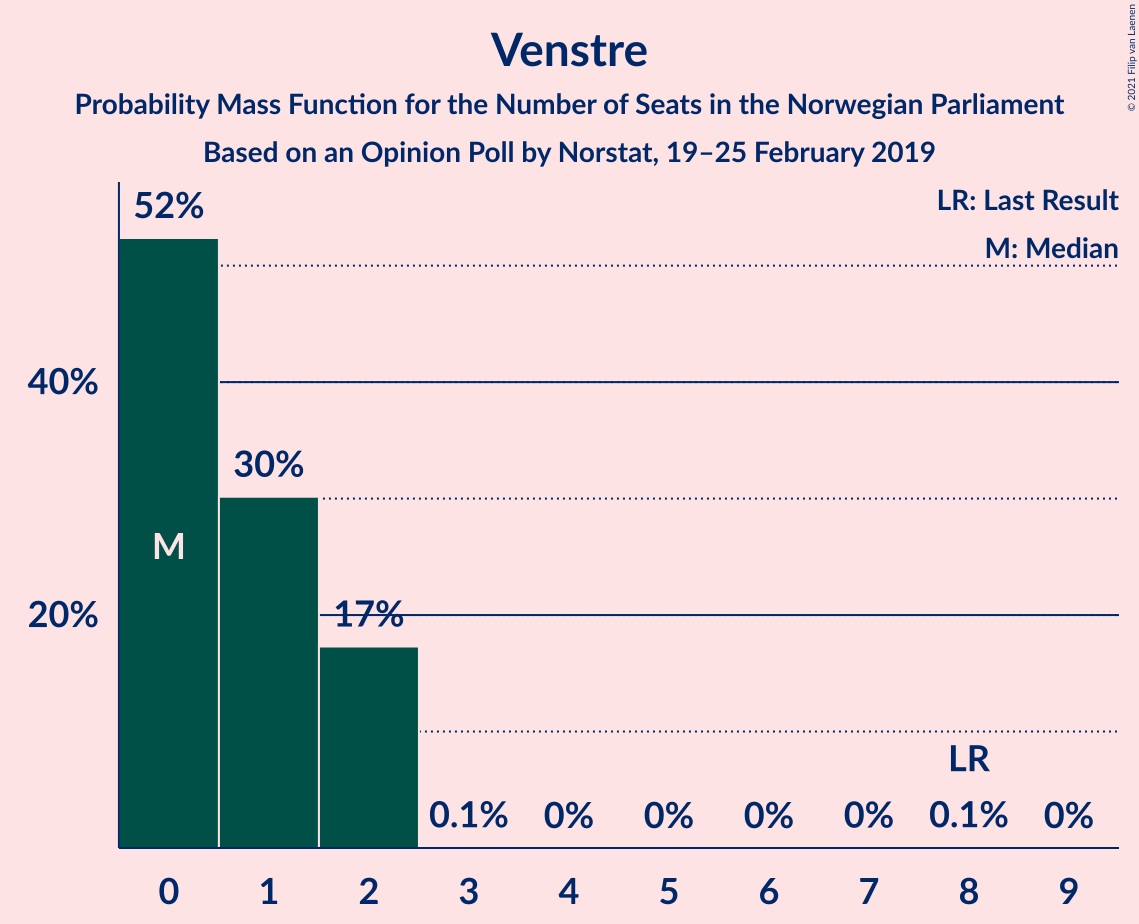 Venstre
Probability Mass Function for the Number of Seats in the Norwegian Parliament
Based on an Opinion Poll by Norstat, 19–25 February 2019
© 2021 Filip van Laenen
LR: Last Result
M: Median
52%
40%
30%
M
20%
17%
LR
0.1% 0% 0% 0% 0% 0.1% 0%
0 1 2 3 4 5 6 7 8 9